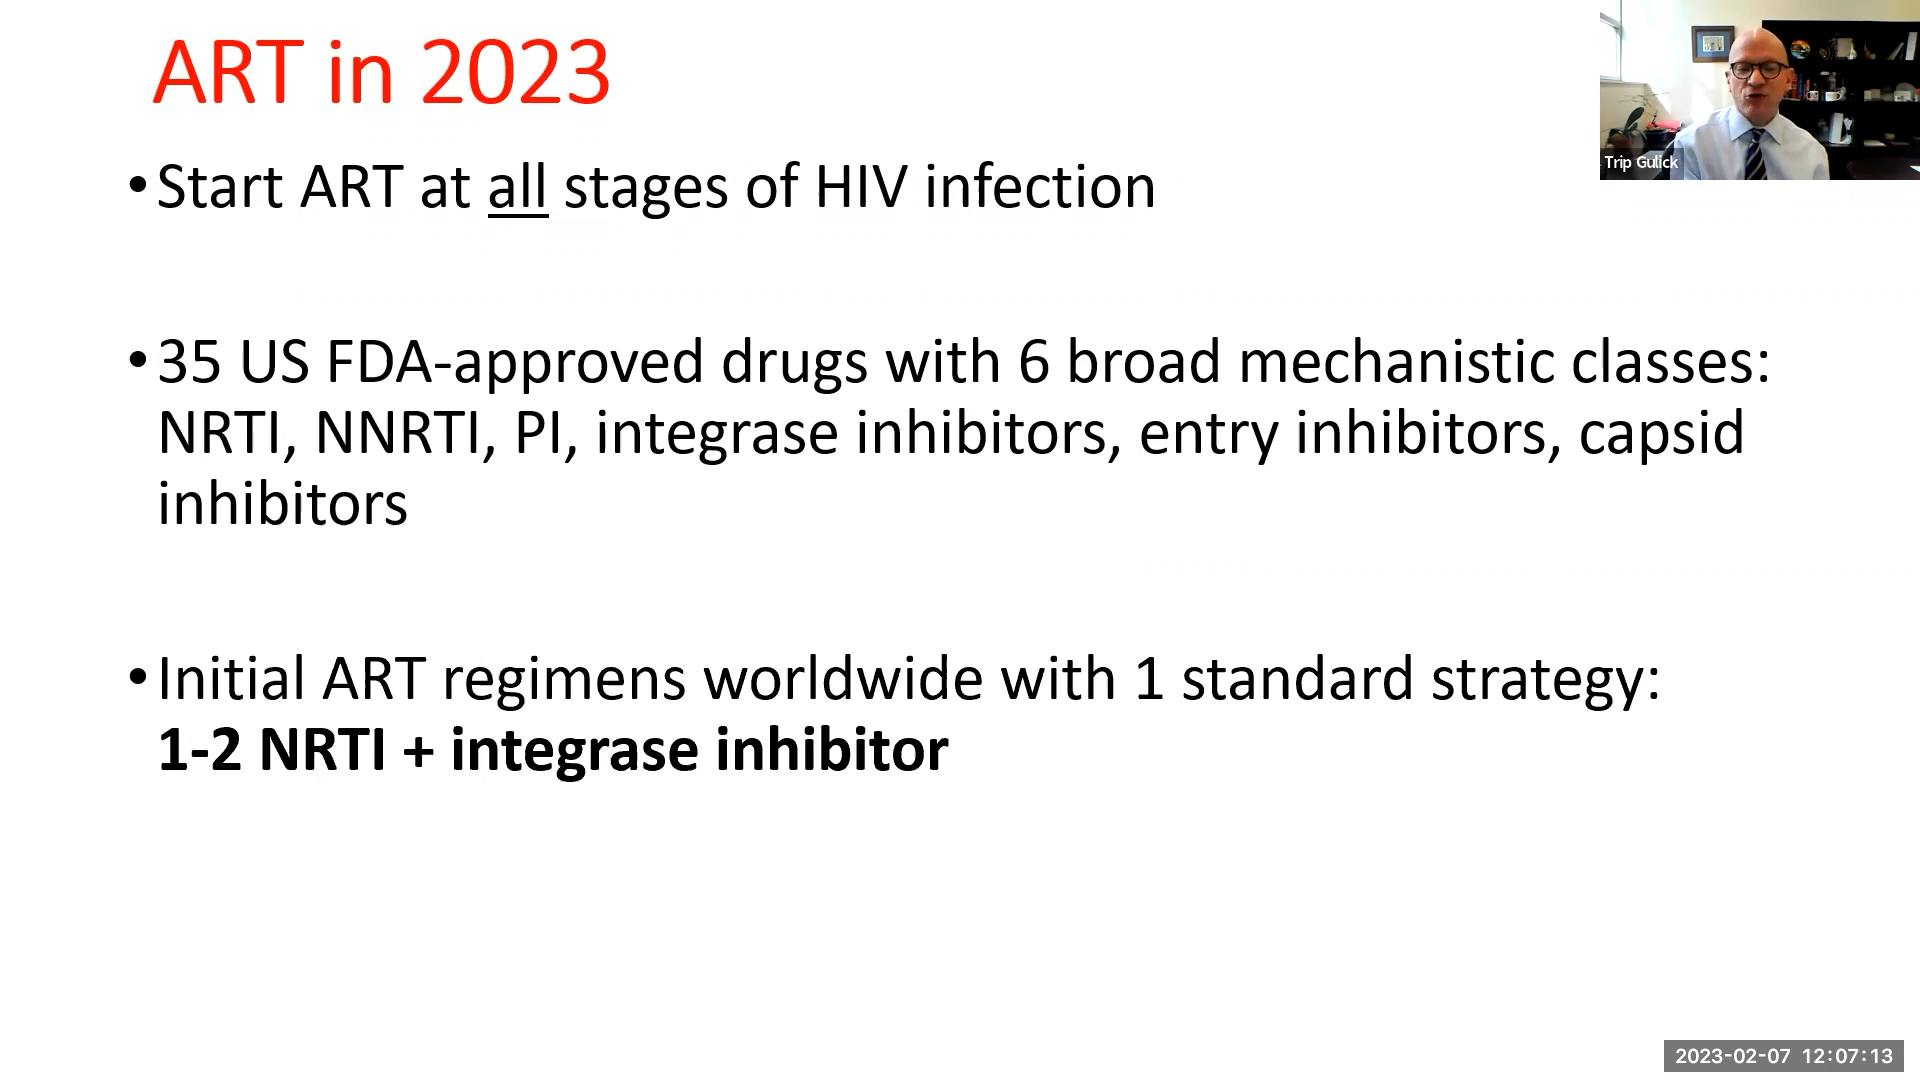 ART in 2023
Trip Gulick
• Start ART at all stages of HIV infection
• 35 US FDA-approved drugs with 6 broad mechanistic classes:
NRTI, NNRTI, PI, integrase inhibitors, entry inhibitors, capsid
inhibitors
• Initial ART regimens worldwide with 1 standard strategy:
1-2 NRTI + integrase inhibitor
2023-02-07 12:07:13